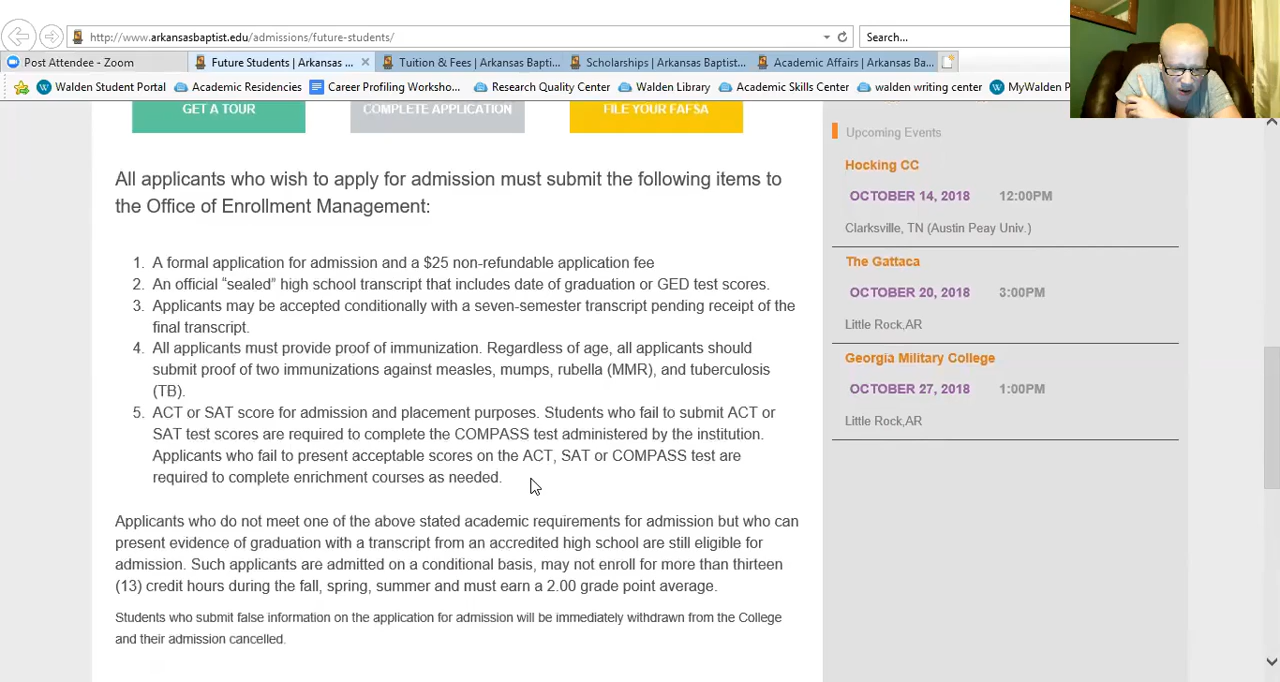 http://www.arkansasbaptist.edu/admissions/future-students/
Search...
Post Attendee - Zoom
Future Students | Arkansas ...
Tuition & Fees | Arkansas Bapti...
Scholarships | Arkansas Baptist...
Academic Affairs | Arkansas Ba...
Walden Student Portal
Academic Residencies
Career Profiling Worksho...
Research Quality Center
Walden Library
Academic Skills Center
walden writing center
MyWalden P
GET A TOUR
COMPLETE APPLICATION
FILE YOUR FAFSA
All applicants who wish to apply for admission must submit the following items to
the Office of Enrollment Management:
1. A formal application for admission and a $25 non-refundable application fee
2. An official “sealed” high school transcript that includes date of graduation or GED test scores.
3. Applicants may be accepted conditionally with a seven-semester transcript pending receipt of the
final transcript.
4. All applicants must provide proof of immunization. Regardless of age, all applicants should
submit proof of two immunizations against measles, mumps, rubella (MMR), and tuberculosis
(TB).
5. ACT or SAT score for admission and placement purposes. Students who fail to submit ACT or
SAT test scores are required to complete the COMPASS test administered by the institution.
Applicants who fail to present acceptable scores on the ACT, SAT or COMPASS test are
required to complete enrichment courses as needed.
Applicants who do not meet one of the above stated academic requirements for admission but who can
present evidence of graduation with a transcript from an accredited high school are still eligible for
admission. Such applicants are admitted on a conditional basis, may not enroll for more than thirteen
(13) credit hours during the fall, spring, summer and must earn a 2.00 grade point average.
Students who submit false information on the application for admission will be immediately withdrawn from the College
and their admission cancelled.
Upcoming Events
Hocking CC
OCTOBER 14, 2018 12:00PM
Clarksville, TN (Austin Peay Univ.)
The Gattaca
OCTOBER 20, 2018 3:00PM
Little Rock,AR
Georgia Military College
OCTOBER 27, 2018 1:00PM
Little Rock,AR